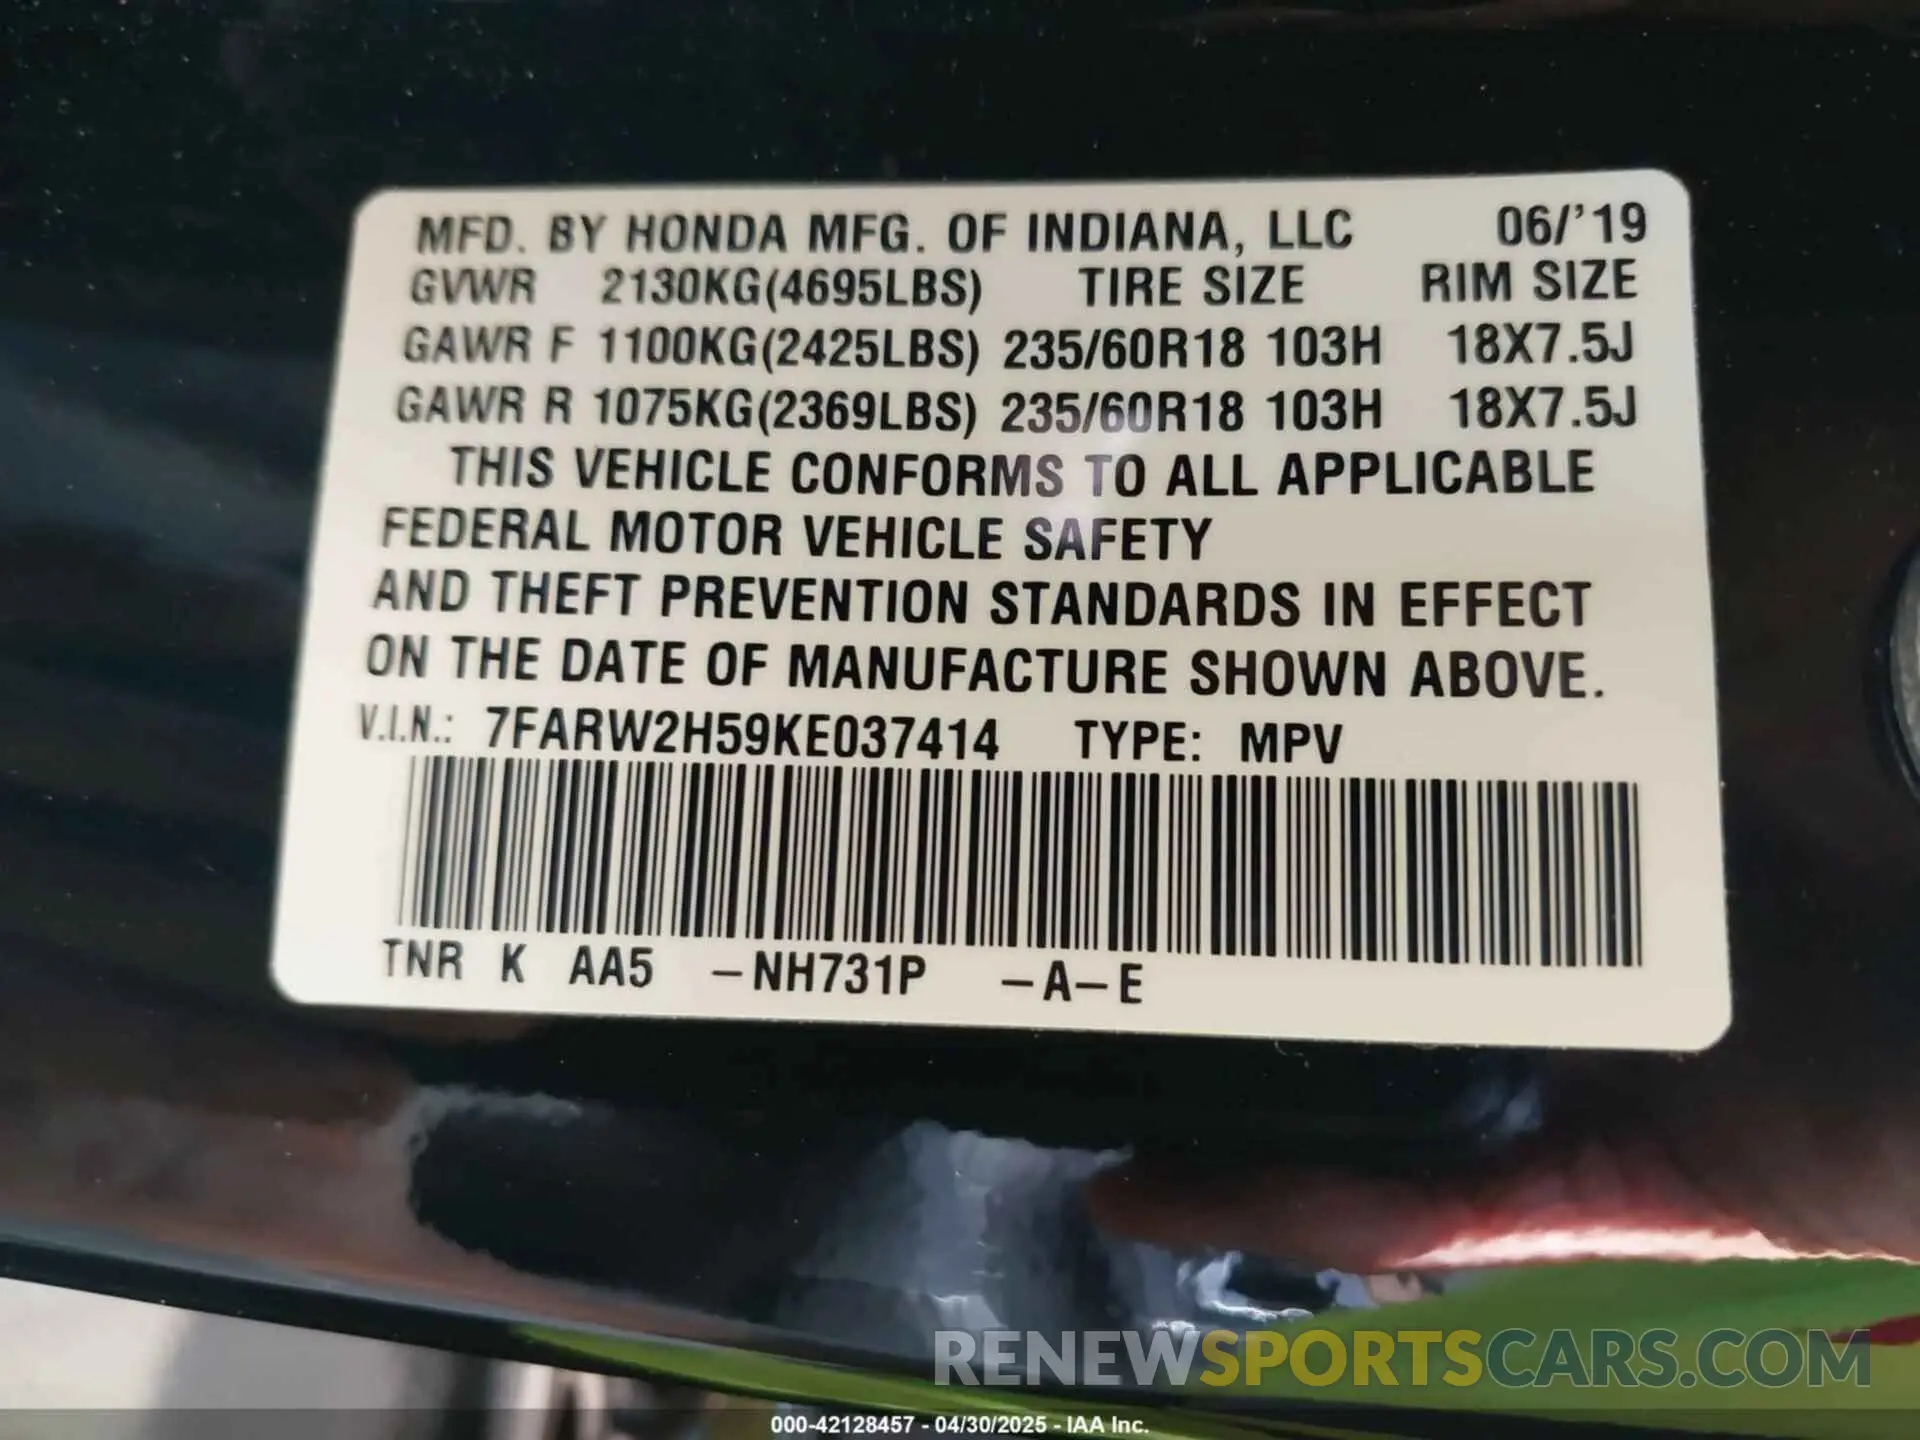 MFD. BY HONDA MFG. OF INDIANA, LLC 06/'19
GVWR 2130KG(4695LBS) TIRE SIZE RIM SIZE
GAWR F 1100KG(2425LBS) 235/60R18 103H 18X7.5J
GAWR R 1075KG(2369LBS) 235/60R18 103H 18X7.5J
THIS VEHICLE CONFORMS TO ALL APPLICABLE
FEDERAL MOTOR VEHICLE SAFETY
AND THEFT PREVENTION STANDARDS IN EFFECT
ON THE DATE OF MANUFACTURE SHOWN ABOVE.
V.I.N.: 7FARW2H59KE037414 TYPE: MPV
TNR K AA5 -NH731P -A-E
RENEWSPORTSCARS.COM
000-42128457 - 04/30/2025 - IAA Inc.